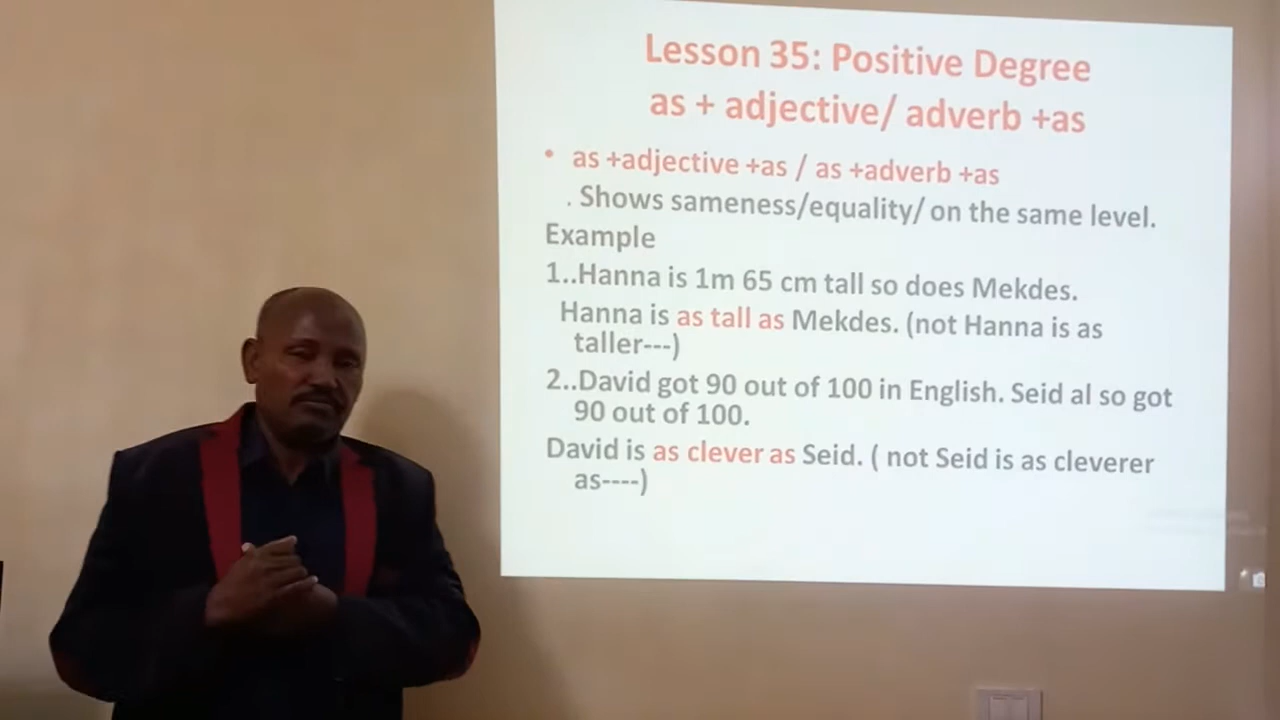 Lesson 35: Positive Degree
as + adjective/ adverb +as
• as +adjective +as / as +adverb +as
. Shows sameness/equality/ on the same level.
Example
1..Hanna is 1m 65 cm tall so does Mekdes.
Hanna is as tall as Mekdes. (not Hanna is as
taller---)
2..David got 90 out of 100 in English. Seid al so got
90 out of 100.
David is as clever as Seid. ( not Seid is as cleverer
as----)